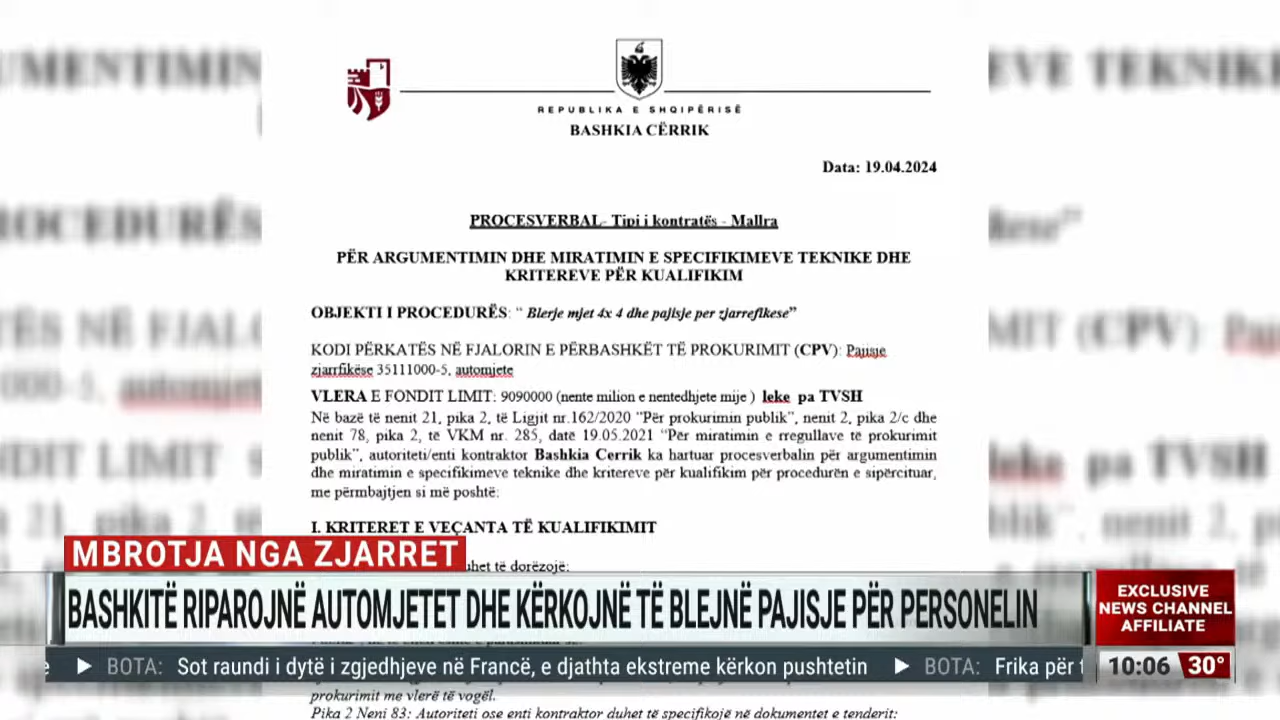 REPUBLIKA E SHQIPËRISË
BASHKIA CËRRIK
Data: 19.04.2024
PROCESVERBAL- Tipi i kontratës - Mallra
PËR ARGUMENTIMIN DHE MIRATIMIN E SPECIFIKIMEVE TEKNIKE DHE
KRITEREVE PËR KUALIFIKIM
OBJEKTI I PROCEDURËS: “ Blerje mjet 4x 4 dhe pajisje per zjarrefikese”
KODI PËRKATËS NË FJALORIN E PËRBASHKËT TË PROKURIMIT (CPV): Pajisje
zjarrfikëse 35111000-5, automjete
VLERA E FONDIT LIMIT: 9090000 (nente milion e nentedhjete mije ) leke pa TVSH
Në bazë të nenit 21, pika 2, të Ligjit nr.162/2020 “Për prokurimin publik”, nenit 2, pika 2/c dhe
nenit 78, pika 2, të VKM nr. 285, datë 19.05.2021 “Për miratimin e rregullave të prokurimit
publik”, autoriteti/enti kontraktor Bashkia Cerrik ka hartuar procesverbalin për argumentimin
dhe miratimin e specifikimeve teknike dhe kritereve për kualifikim për procedurën e sipërcituar,
me përmbajtjen si më poshtë:
I. KRITERET E VEÇANTA TË KUALIFIKIMIT
duhet të dorëzojë:
MBROTJA NGA ZJARRET
BASHKITË RIPAROJNË AUTOMJETET DHE KËRKOJNË TË BLEJNË PAJISJE PËR PERSONELIN
EXCLUSIVE
NEWS CHANNEL
AFFILIATE
BOTA: Sot raundi i dytë i zgjedhjeve në Francë, e djathta ekstreme kërkon pushtetin
BOTA: Frika për
10:06 30°
prokurimit me vlerë të vogël.
Pika 2 Neni 83: Autoriteti ose enti kontraktor duhet të specifikojë në dokumentet e tenderit: